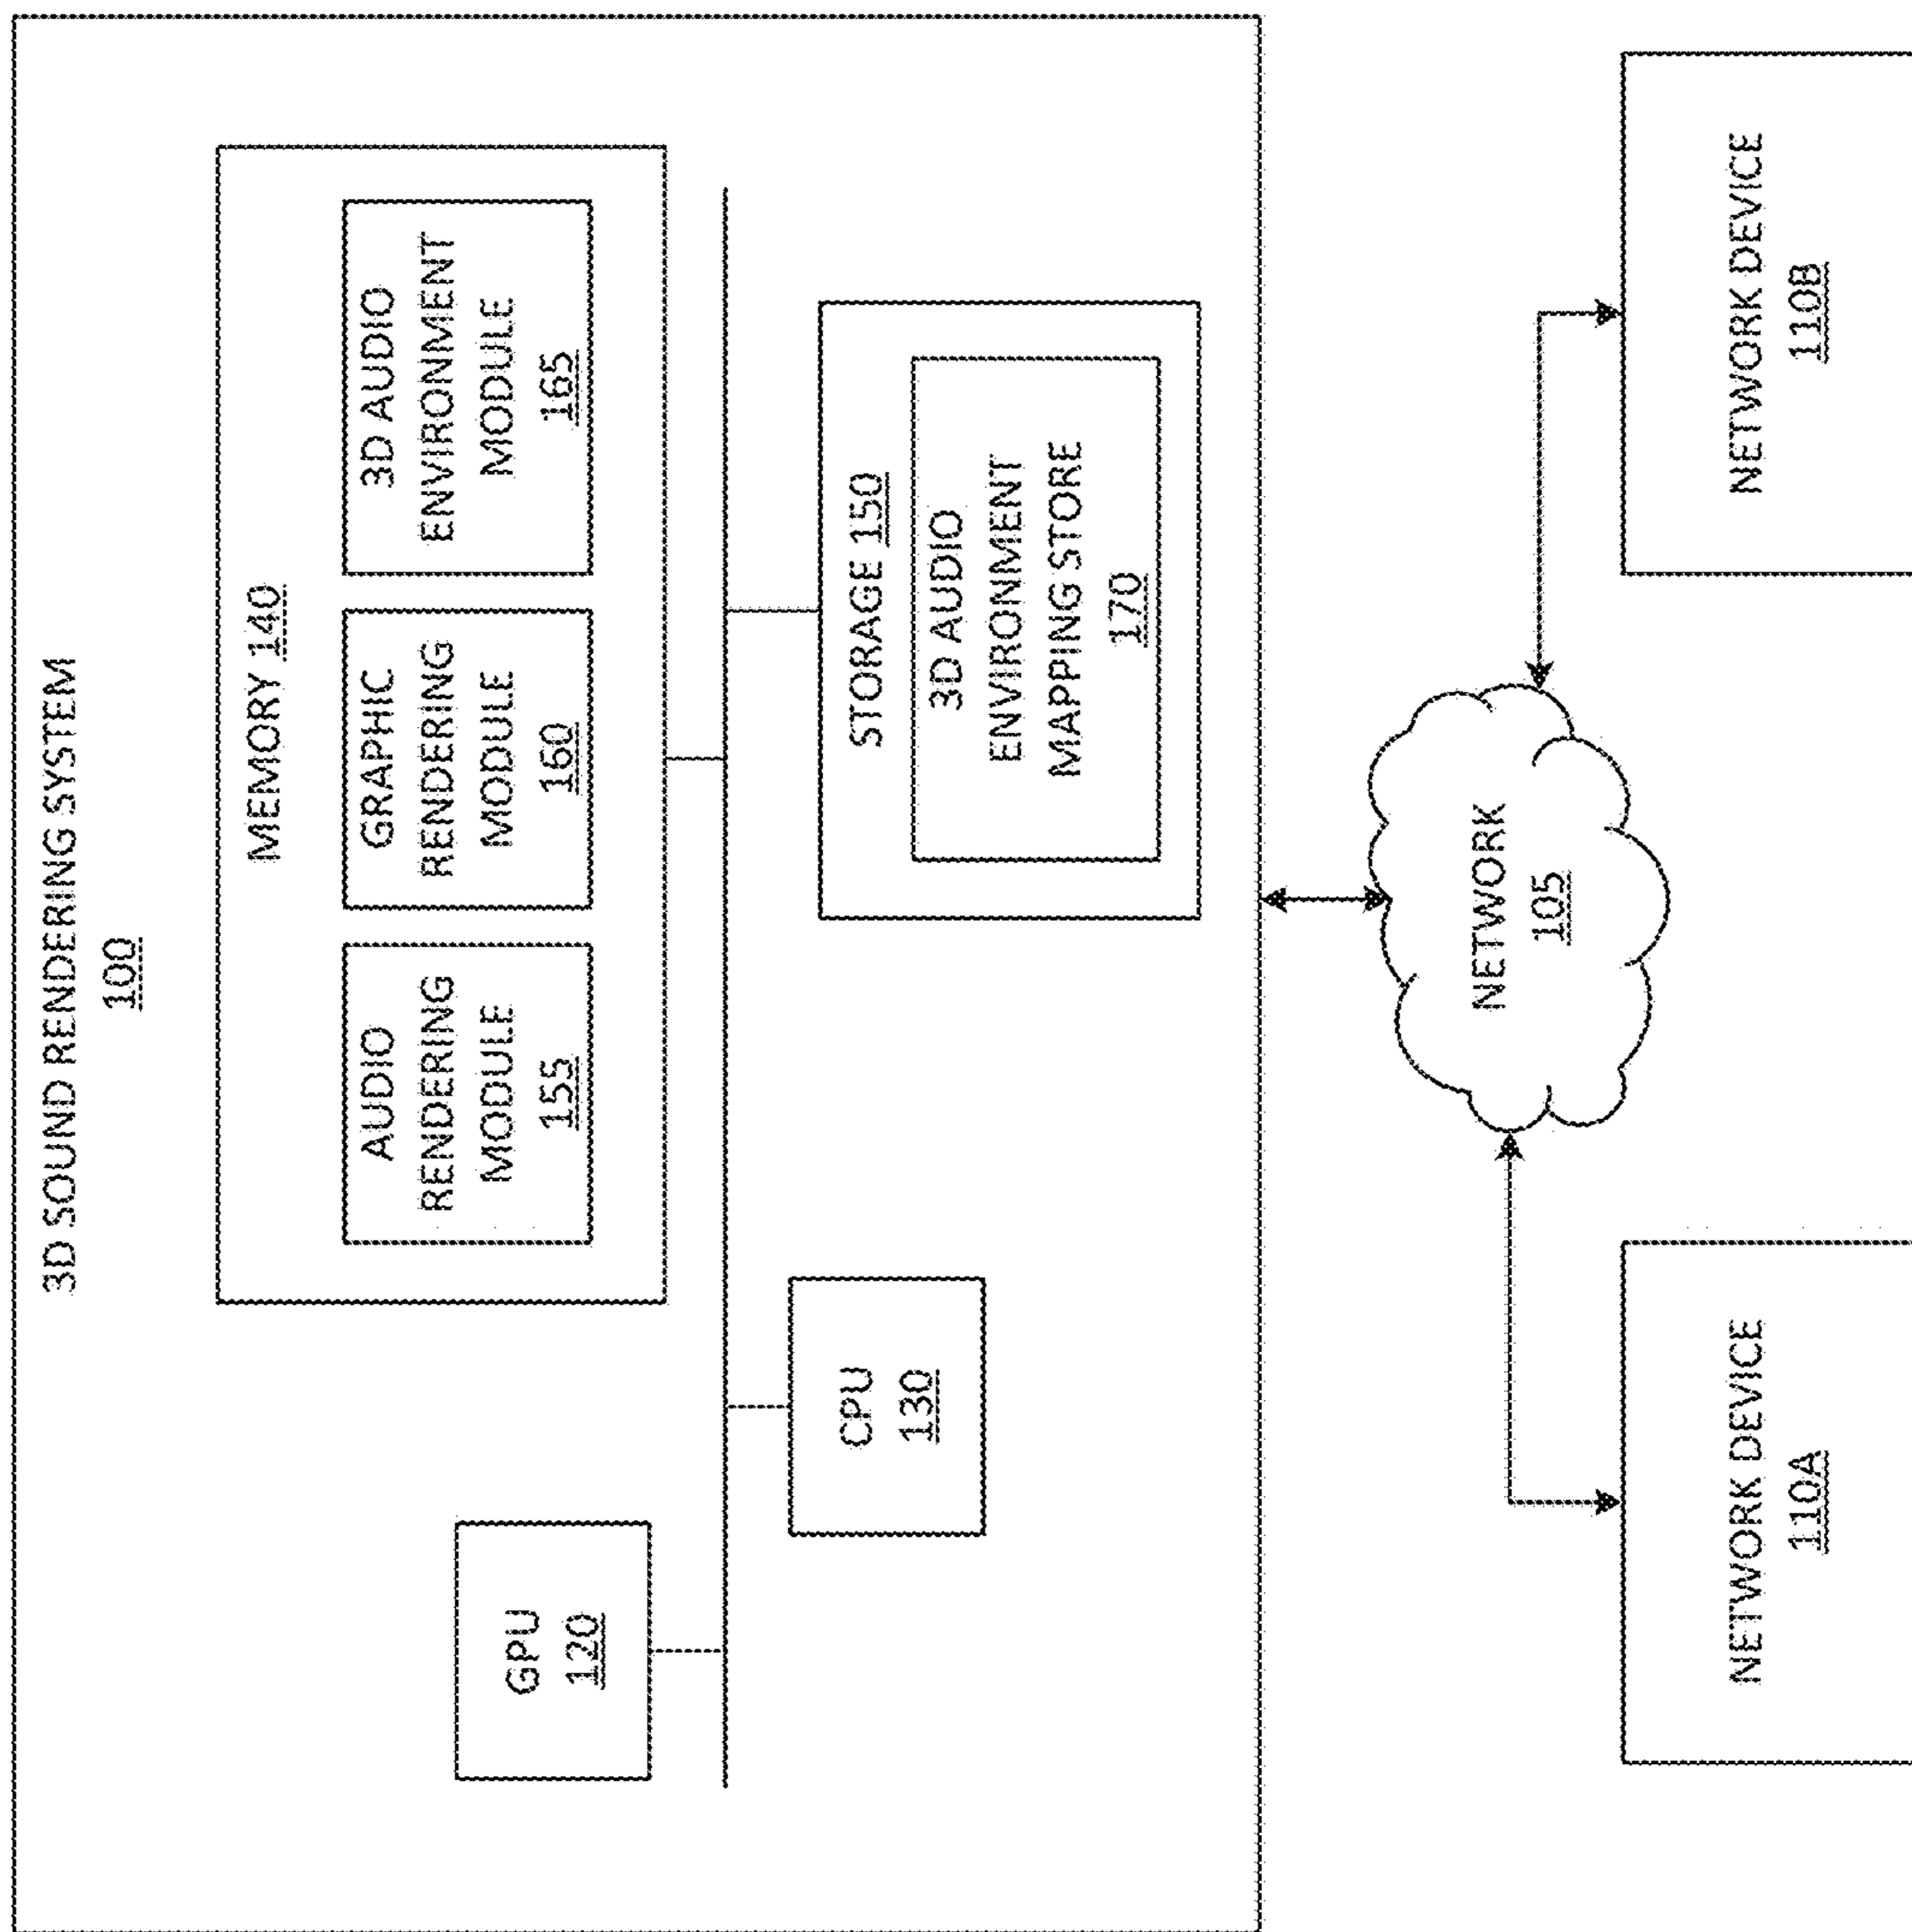 3D SOUND RENDERING SYSTEM
100
MEMORY 140
AUDIO
RENDERING
MODULE
155
GRAPHIC
RENDERING
MODULE
160
3D AUDIO
ENVIRONMENT
MODULE
165
GPU
120
CPU
130
STORAGE 150
3D AUDIO
ENVIRONMENT
MAPPING STORE
170
NETWORK
105
NETWORK DEVICE
110A
NETWORK DEVICE
110B